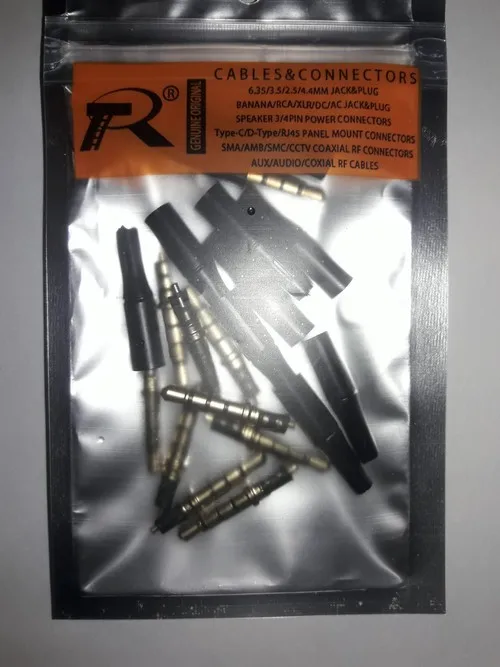 R®
GENUINE ORIGINAL
CABLES&CONNECTORS
6.35/3.5/2.5/4.4MM JACK&PLUG
BANANA/RCA/XLR/DC/AC JACK&PLUG
SPEAKER 3/4PIN POWER CONNECTORS
Type-C/D-Type/RJ45 PANEL MOUNT CONNECTORS
SMA/AMB/SMC/CCTV COAXIAL RF CONNECTORS
AUX/AUDIO/COXIAL RF CABLES